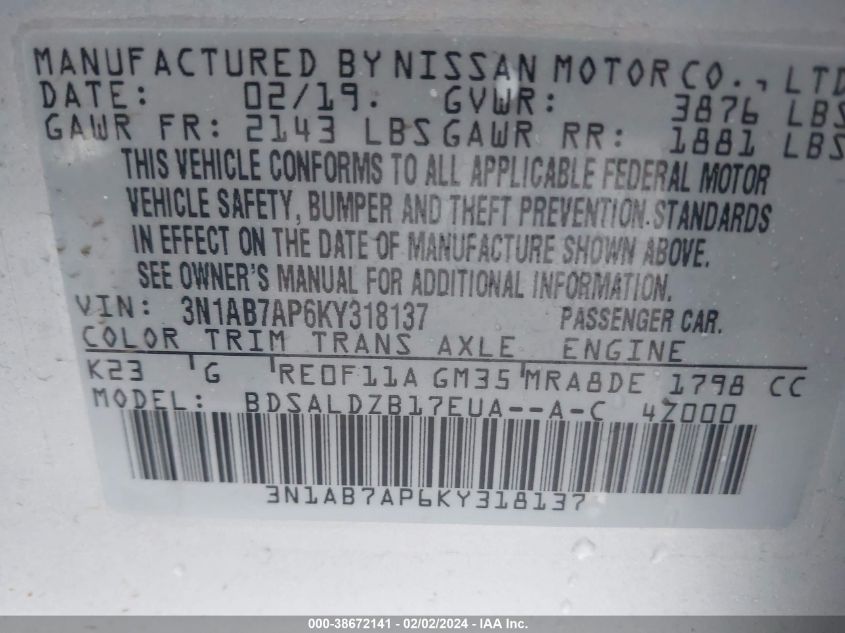 MANUFACTURED BY NISSAN MOTOR CO., LTD
DATE: 02/19. GVWR: 3876 LBS
GAWR FR: 2143 LBS GAWR RR: 1881 LBS
THIS VEHICLE CONFORMS TO ALL APPLICABLE FEDERAL MOTOR
VEHICLE SAFETY, BUMPER AND THEFT PREVENTION STANDARDS
IN EFFECT ON THE DATE OF MANUFACTURE SHOWN ABOVE.
SEE OWNER'S MANUAL FOR ADDITIONAL INFORMATION.
VIN: 3N1AB7AP6KY318137 PASSENGER CAR.
COLOR TRIM TRANS AXLE ENGINE
K23 'G 'RE0F11A GM35 'MRA8DE 1798 CC
MODEL: BDSALDZB17EUA--A-C 4Z000
3N1AB7AP6KY318137
000-38672141 - 02/02/2024 - IAA Inc.